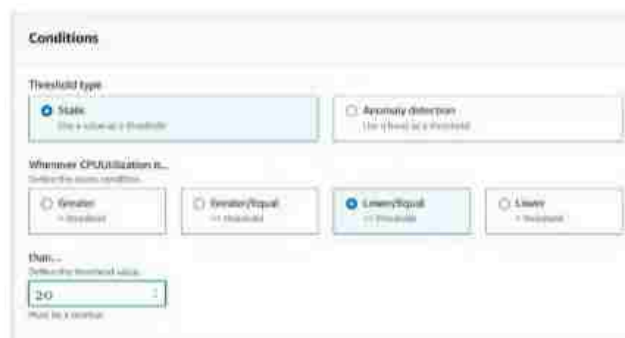 Conditions
Threshold type
Static
Use a value as a threshold
Anomaly detection
Use a band as a threshold
Whenever CPUUtilization is...
Define the alarm condition.
Greater
> threshold
Greater/Equal
>= threshold
Lower/Equal
<= threshold
Lower
< threshold
than...
Define the threshold value.
20
Must be a number